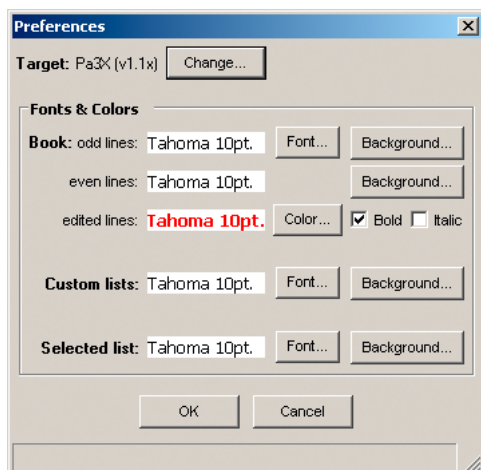 Preferences
Target: Pa3X (v1.1x) Change...
Fonts & Colors
Book: odd lines: Tahoma 10pt. Font... Background...
even lines: Tahoma 10pt. Background...
edited lines: Tahoma 10pt. Color... Bold Italic
Custom lists: Tahoma 10pt. Font... Background...
Selected list: Tahoma 10pt. Font... Background...
OK Cancel